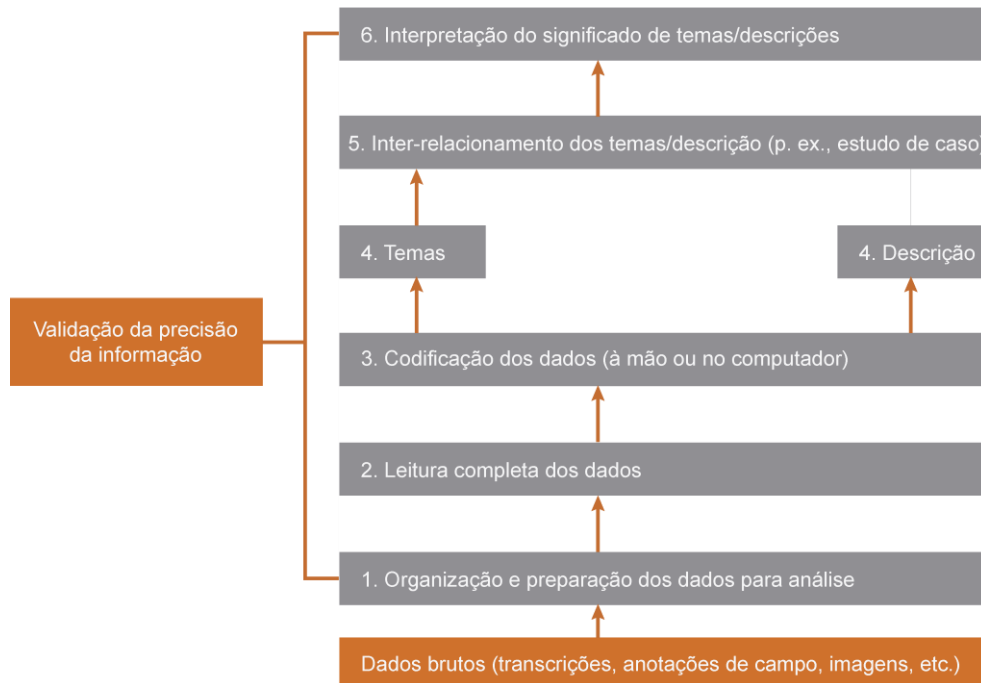 6. Interpretação do significado de temas/descrições
5. Inter-relacionamento dos temas/descrição (p. ex., estudo de caso)
4. Temas
4. Descrição
Validação da precisão
da informação
3. Codificação dos dados (à mão ou no computador)
2. Leitura completa dos dados
1. Organização e preparação dos dados para análise
Dados brutos (transcrições, anotações de campo, imagens, etc.)